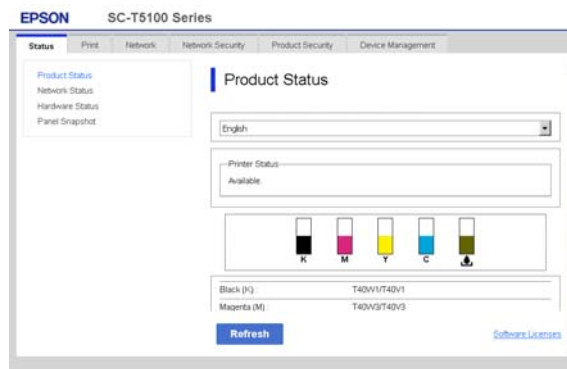 EPSON SC-T5100 Series
Status Print Network Network Security Product Security Device Management
Product Status
Network Status
Hardware Status
Panel Snapshot
Product Status
English
Printer Status
Available.
K M Y C
Black (K) : T40W1/T40V1
Magenta (M) : T40W3/T40V3
Refresh
Software Licenses